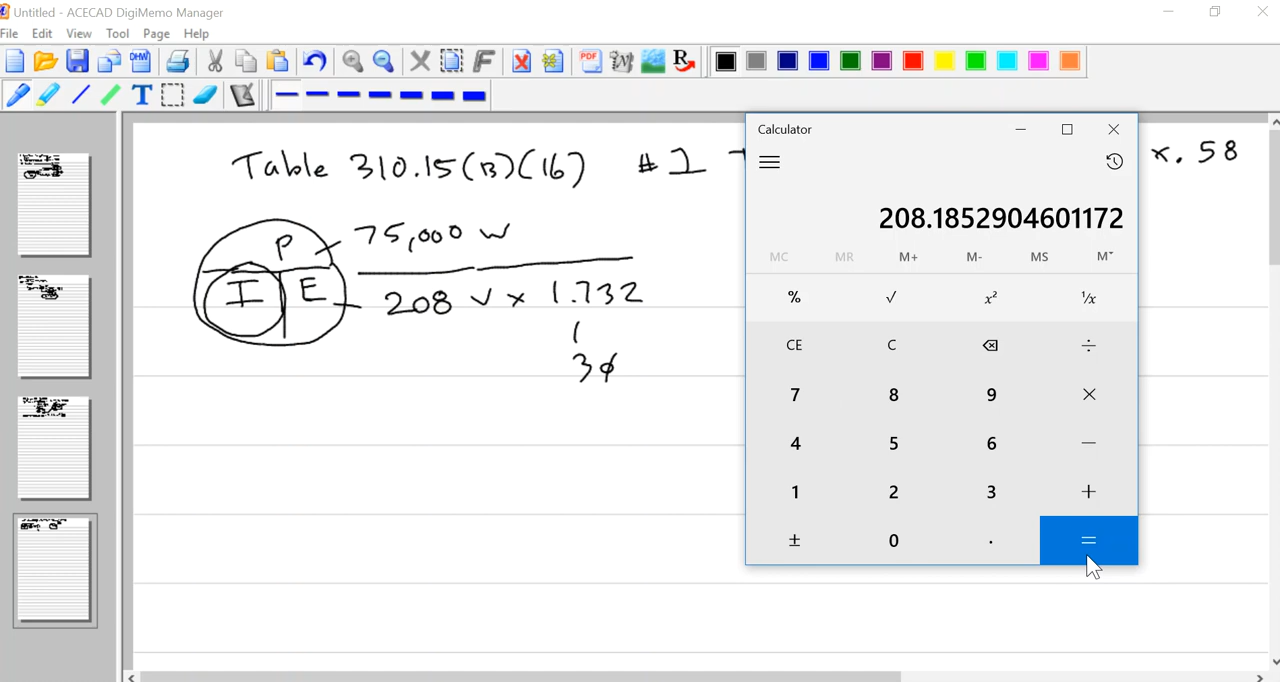 Untitled - ACECAD DigiMemo Manager
File Edit View Tool Page Help
PDF
Table 310.15(B)(16) #1
x.58
P 75,000 W
I E 208 V x 1.732
3φ
Calculator
208.1852904601172
MC MR M+ M- MS M˅
% √ x² ¹/x
CE C ⌫ ÷
7 8 9 ×
4 5 6 −
1 2 3 +
± 0 . =